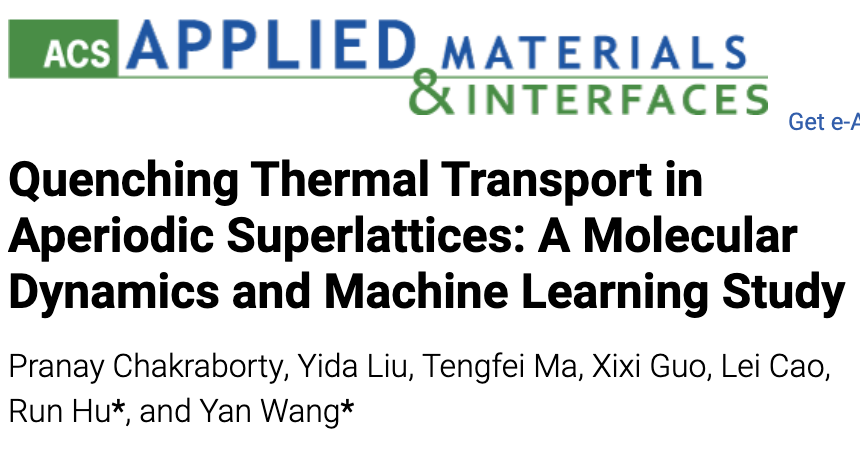 ACS APPLIED MATERIALS
& INTERFACES
Get e-A
Quenching Thermal Transport in
Aperiodic Superlattices: A Molecular
Dynamics and Machine Learning Study
Pranay Chakraborty, Yida Liu, Tengfei Ma, Xixi Guo, Lei Cao,
Run Hu*, and Yan Wang*